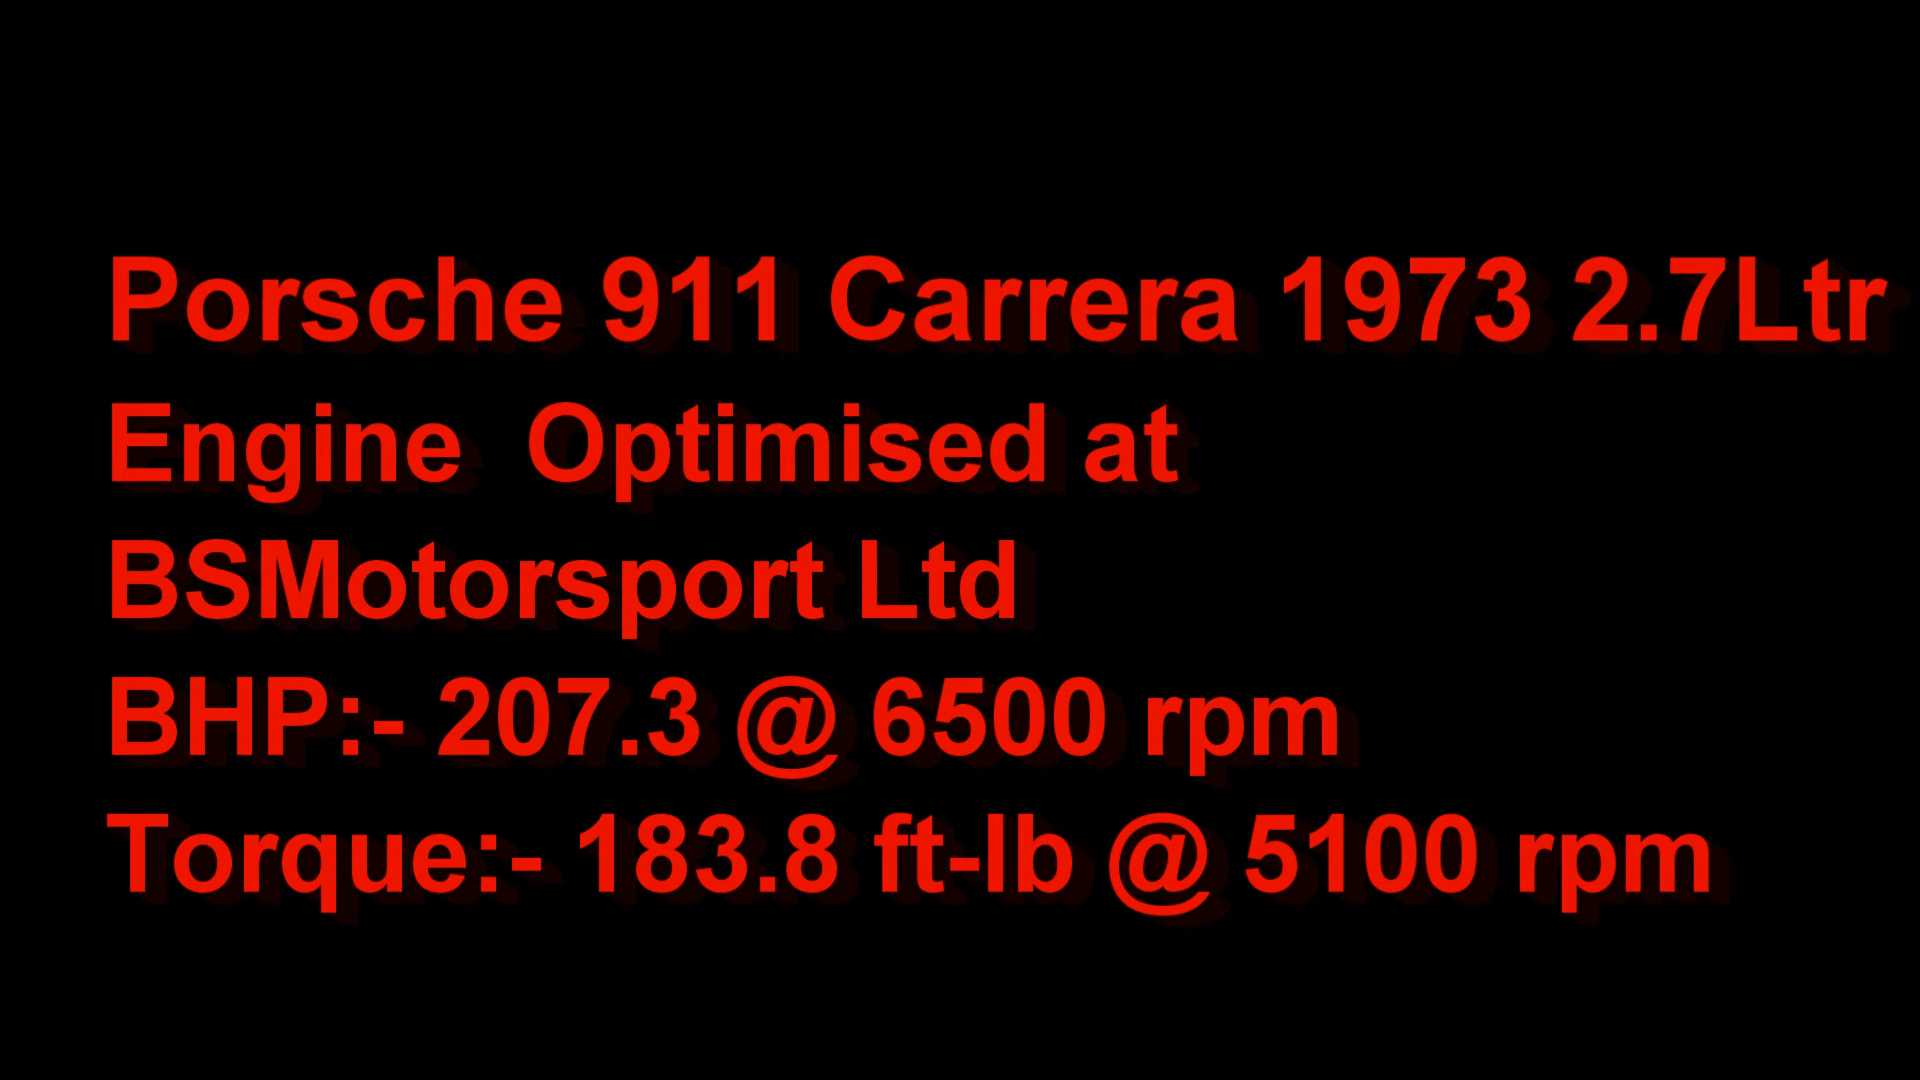 Porsche 911 Carrera 1973 2.7Ltr
Engine  Optimised at
BSMotorsport Ltd
BHP:- 207.3 @ 6500 rpm
Torque:- 183.8 ft-lb @ 5100 rpm